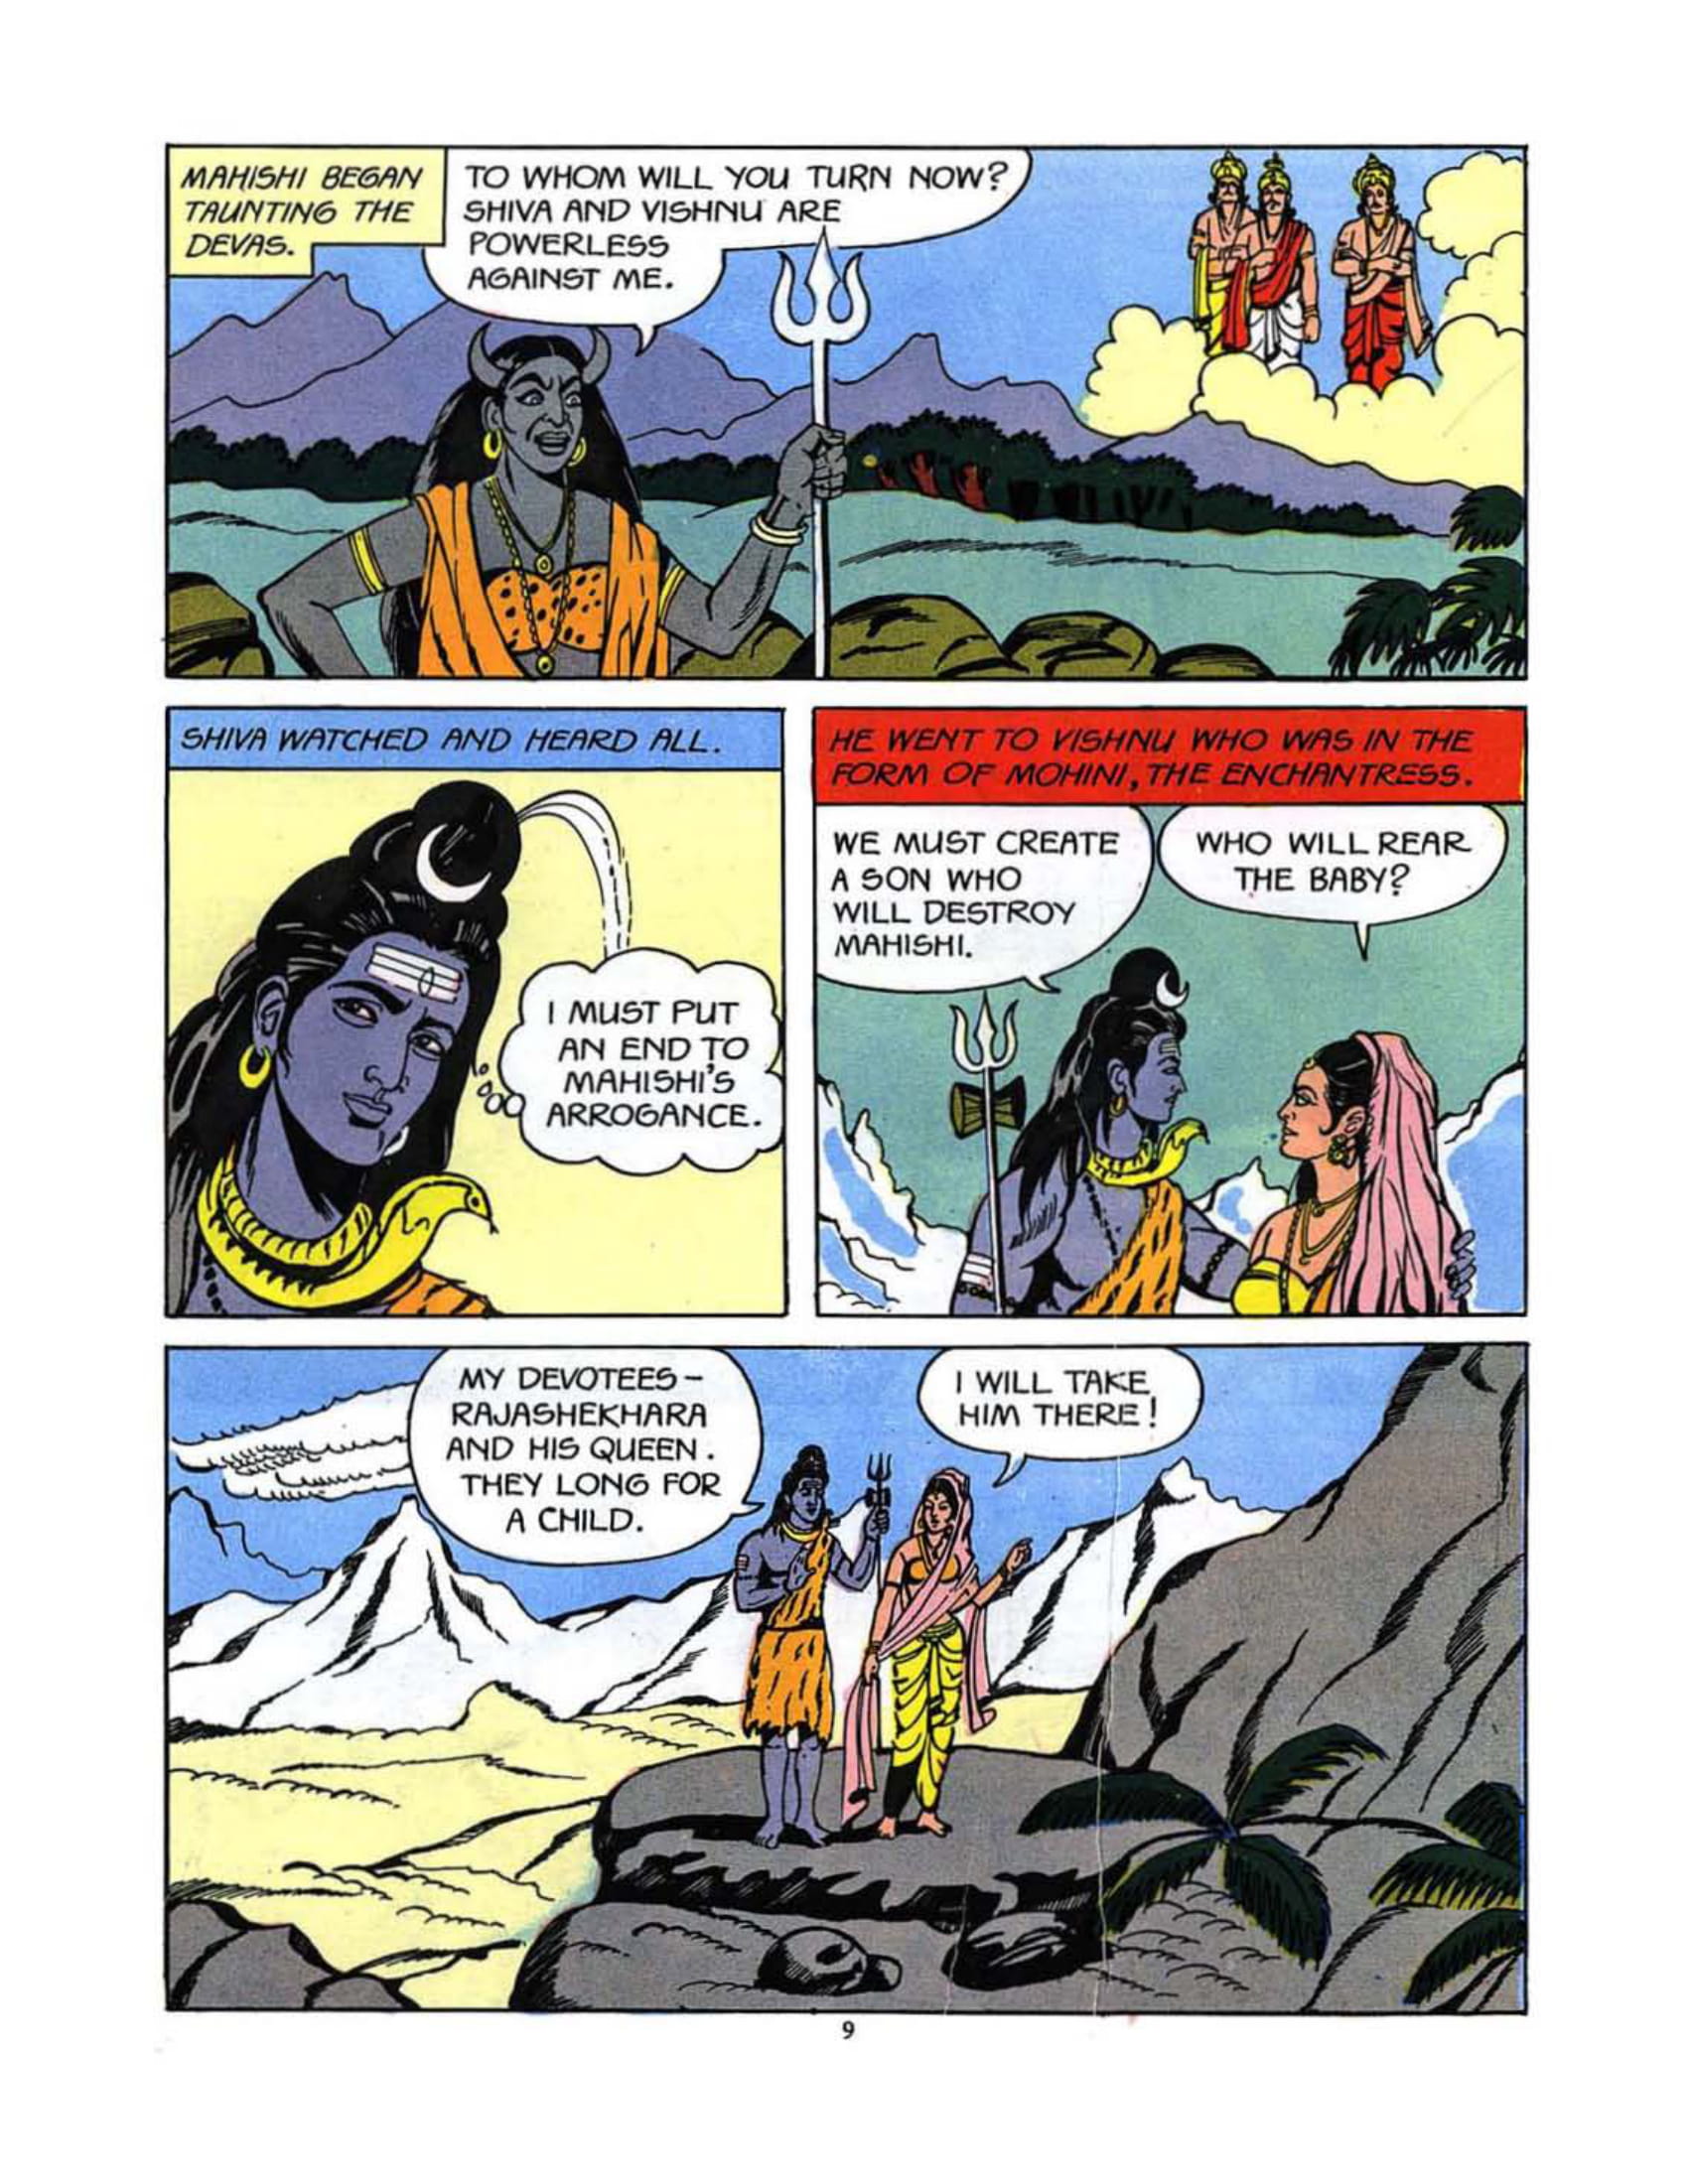 MAHISHI BEGAN
TAUNTING THE
DEVAS.
TO WHOM WILL YOU TURN NOW?
SHIVA AND VISHNU ARE
POWERLESS
AGAINST ME.
SHIVA WATCHED AND HEARD ALL.
I MUST PUT
AN END TO
MAHISHI'S
ARROGANCE.
HE WENT TO VISHNU WHO WAS IN THE
FORM OF MOHINI, THE ENCHANTRESS.
WE MUST CREATE
A SON WHO
WILL DESTROY
MAHISHI.
WHO WILL REAR
THE BABY?
MY DEVOTEES –
RAJASHEKHARA
AND HIS QUEEN.
THEY LONG FOR
A CHILD.
I WILL TAKE
HIM THERE!
9